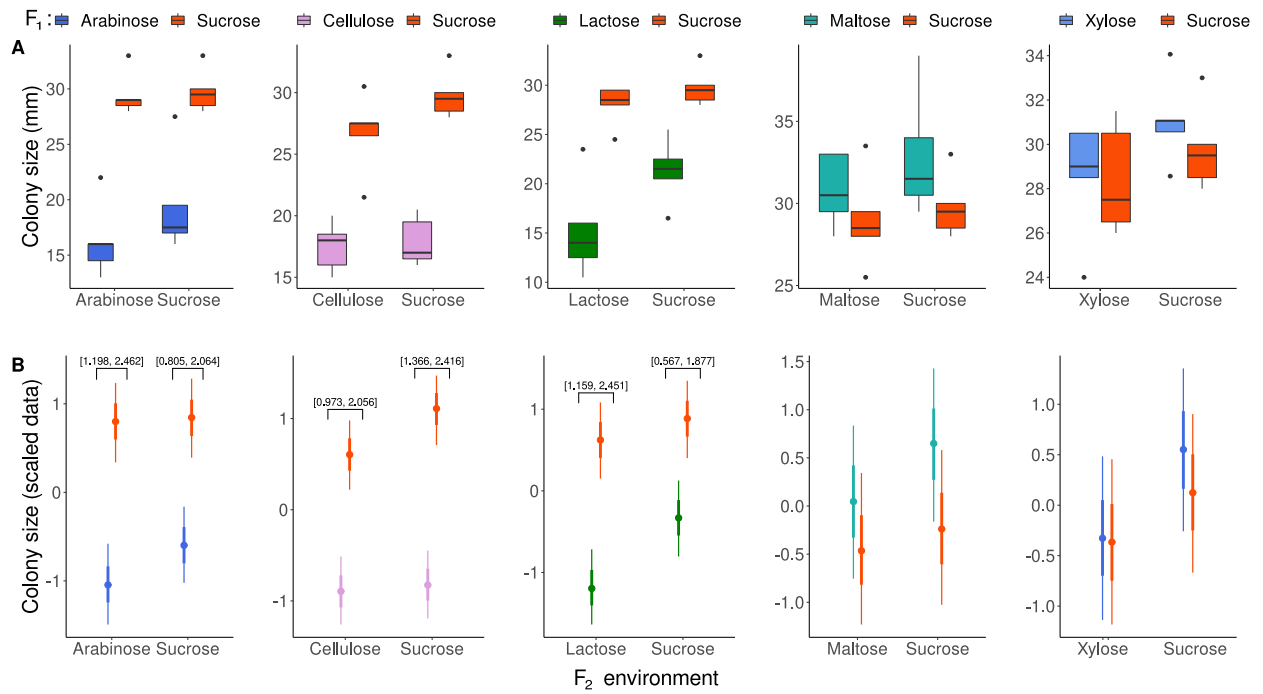 F1 : Arabinose Sucrose Cellulose Sucrose Lactose Sucrose Maltose Sucrose Xylose Sucrose
A
Colony size (mm)
30
25
20
15
Arabinose Sucrose
30
25
20
15
Cellulose Sucrose
30
25
20
15
10
Lactose Sucrose
35
30
25
Maltose Sucrose
34
32
30
28
26
24
Xylose Sucrose
B
Colony size (scaled data)
[1.198, 2.462] [0.805, 2.064]
1
0
-1
Arabinose Sucrose
[1.366, 2.416]
[0.973, 2.056]
1
0
-1
Cellulose Sucrose
[0.567, 1.877]
[1.159, 2.451]
1
0
-1
Lactose Sucrose
1.5
1.0
0.5
0.0
-0.5
-1.0
Maltose Sucrose
1.0
0.5
0.0
-0.5
-1.0
Xylose Sucrose
F2 environment